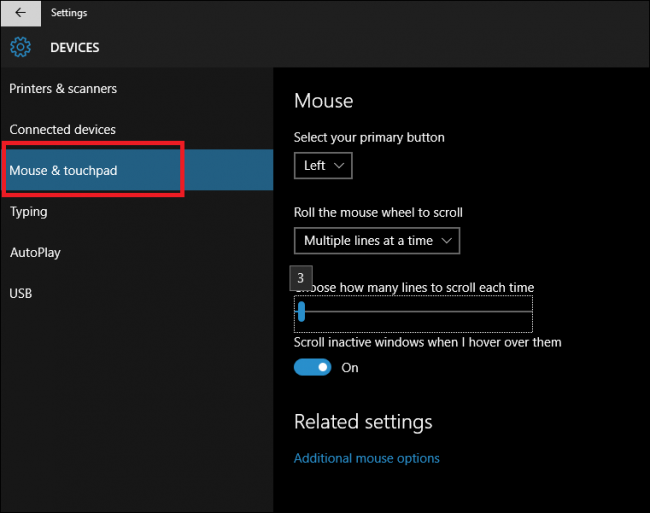 Settings
DEVICES
Printers & scanners
Connected devices
Mouse & touchpad
Typing
AutoPlay
USB
Mouse
Select your primary button
Left
Roll the mouse wheel to scroll
Multiple lines at a time
3
Choose how many lines to scroll each time
Scroll inactive windows when I hover over them
On
Related settings
Additional mouse options